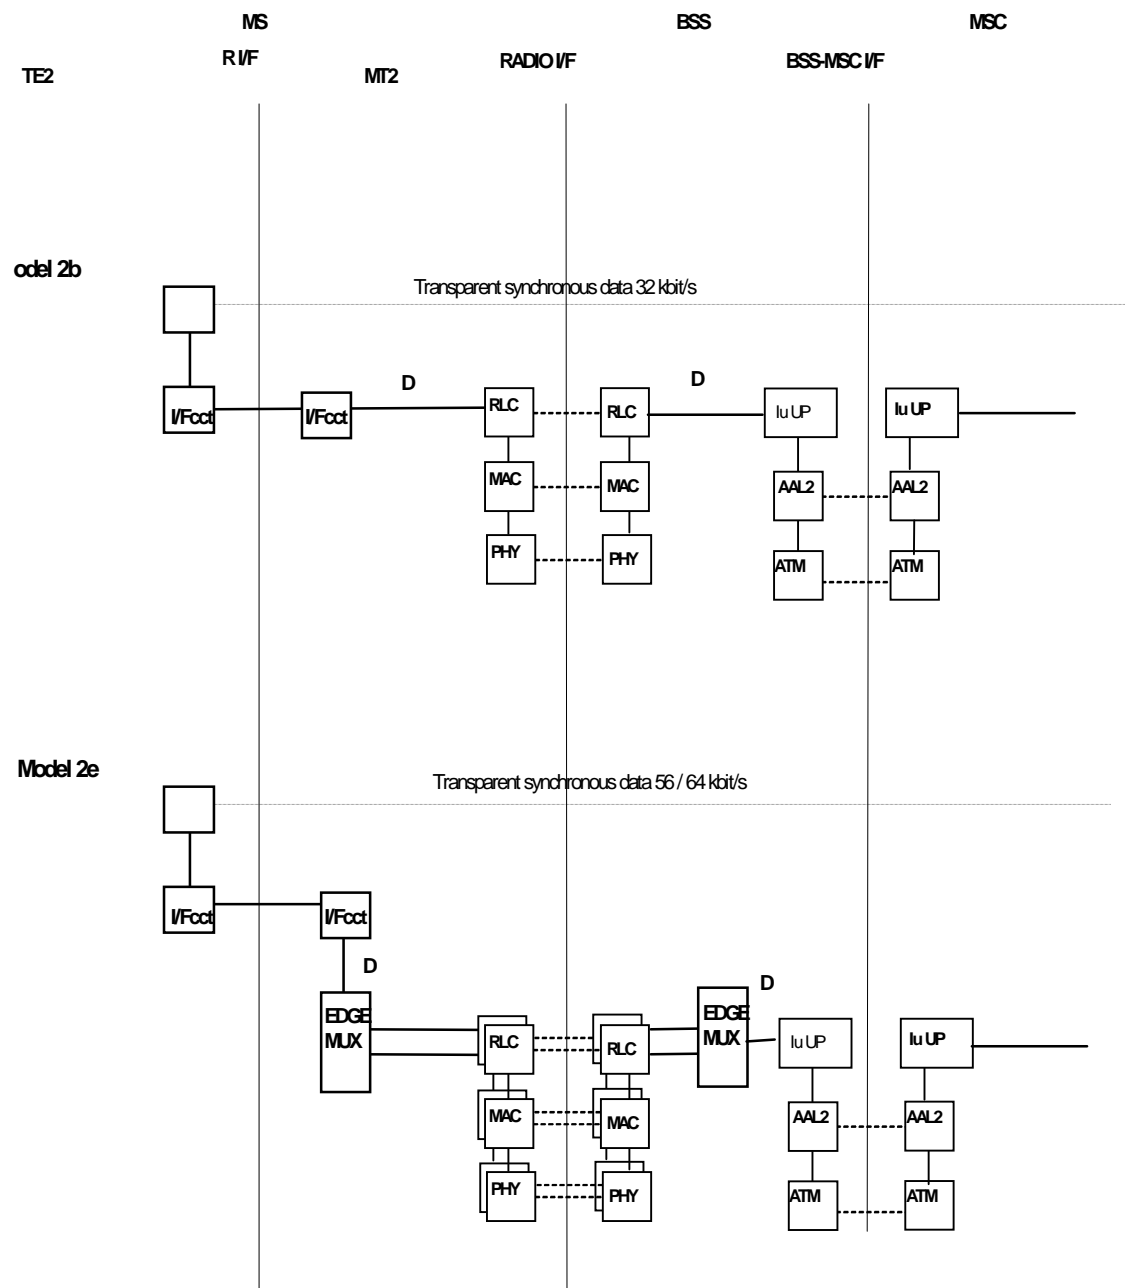 MS BSS MSC
R I/F RADIO I/F BSS-MSC I/F
TE2 MT2
odel 2b
Transparent synchronous data 32 kbit/s
D D
I/Fcct I/Fcct RLC RLC Iu UP Iu UP
MAC MAC AAL2 AAL2
PHY PHY ATM ATM
Model 2e
Transparent synchronous data 56 / 64 kbit/s
I/Fcct I/Fcct
D D
EDGE EDGE
MUX RLC RLC MUX Iu UP Iu UP
MAC MAC AAL2 AAL2
PHY PHY ATM ATM